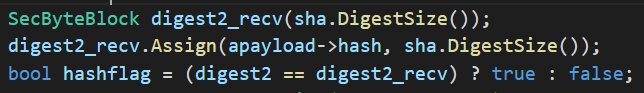 SecByteBlock digest2_recv(sha.DigestSize());
digest2_recv.Assign(apayload->hash, sha.DigestSize());
bool hashflag = (digest2 == digest2_recv) ? true : false;